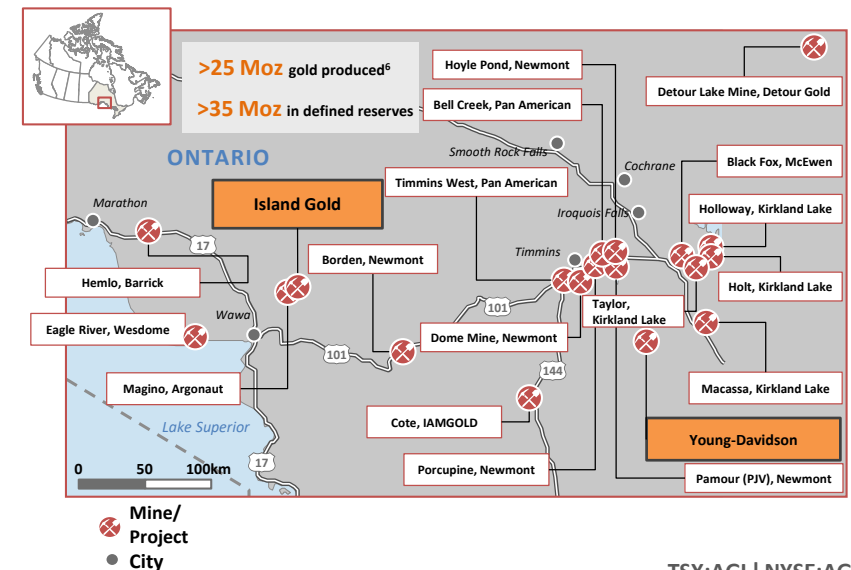 >25 Moz gold produced6
>35 Moz in defined reserves
ONTARIO
Hoyle Pond, Newmont
Bell Creek, Pan American
Detour Lake Mine, Detour Gold
Smooth Rock Falls
Cochrane
Black Fox, McEwen
Timmins West, Pan American
Island Gold
Iroquois Falls
Holloway, Kirkland Lake
Marathon
17
Timmins
Borden, Newmont
Hemlo, Barrick
Holt, Kirkland Lake
Taylor,
Kirkland Lake
101
Wawa
Eagle River, Wesdome
Dome Mine, Newmont
101
144
Magino, Argonaut
Macassa, Kirkland Lake
Cote, IAMGOLD
Lake Superior
Young-Davidson
17
0 50 100km
Porcupine, Newmont
Pamour (PJV), Newmont
Mine/
Project
City
TSX:AGI | NYSE:AG